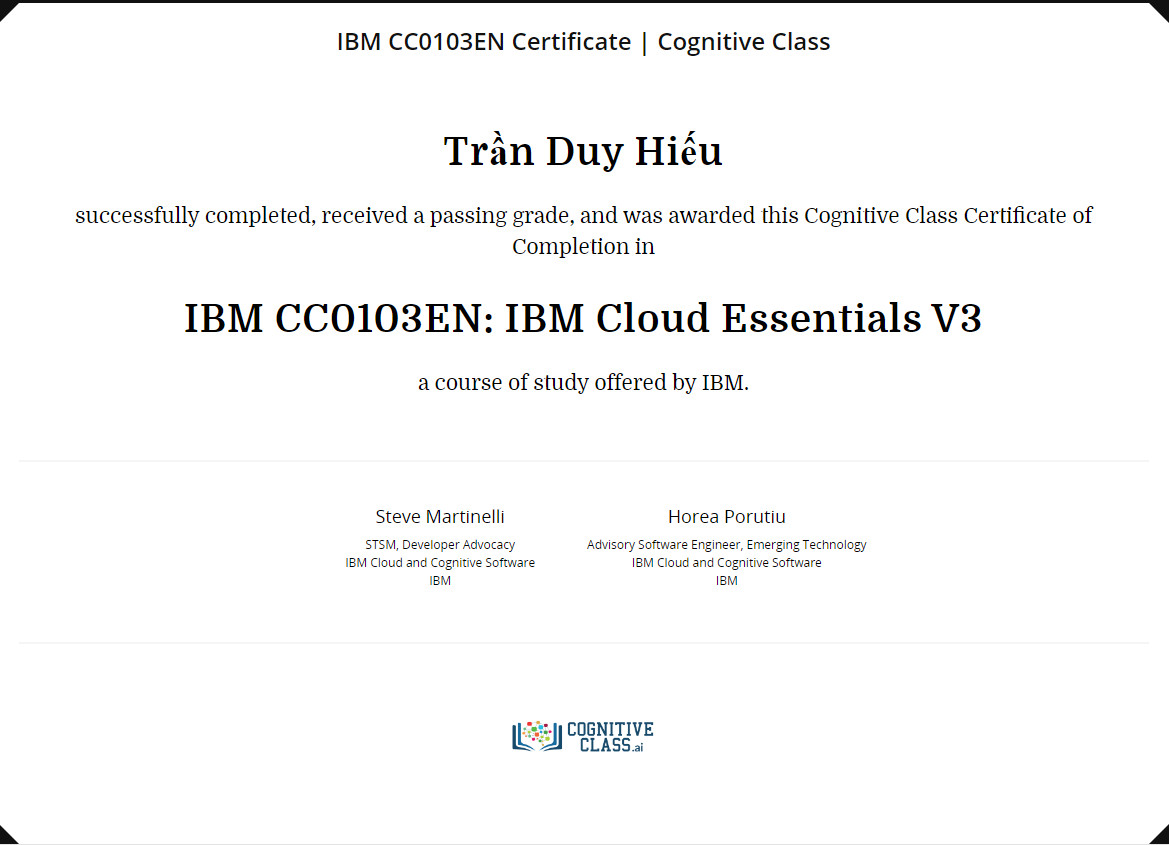 IBM CC0103EN Certificate | Cognitive Class
Trần Duy Hiếu
successfully completed, received a passing grade, and was awarded this Cognitive Class Certificate of
Completion in
IBM CC0103EN: IBM Cloud Essentials V3
a course of study offered by IBM.
Steve Martinelli
STSM, Developer Advocacy
IBM Cloud and Cognitive Software
IBM
Horea Porutiu
Advisory Software Engineer, Emerging Technology
IBM Cloud and Cognitive Software
IBM
COGNITIVE
CLASS.ai